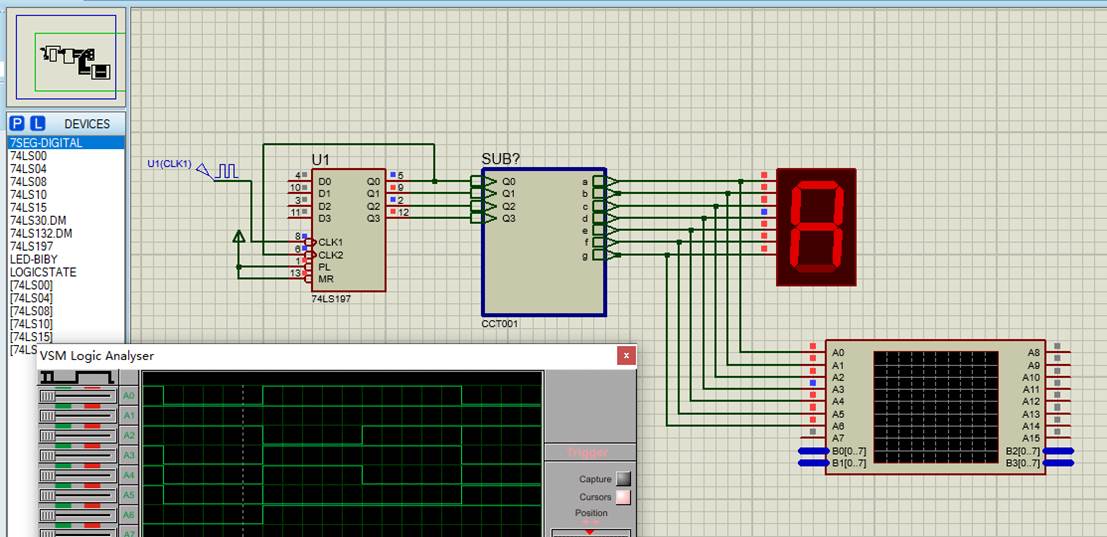 P L DEVICES
7SEG-DIGITAL
74LS00
74LS04
74LS08
74LS10
74LS15
74LS30.DM
74LS132.DM
74LS197
LED-BIBY
LOGICSTATE
[74LS00]
[74LS04]
[74LS08]
[74LS10]
[74LS15]
[74LS
U1(CLK1)
U1
4 D0 Q0 5
10 D1 Q1 9
3 D2 Q2 2
11 D3 Q3 12
8 CLK1
6 CLK2
1 PL
13 MR
74LS197
SUB?
Q0 a
Q1 b
Q2 c
Q3 d
e
f
g
CCT001
A0 A8
A1 A9
A2 A10
A3 A11
A4 A12
A5 A13
A6 A14
A7 A15
B0[0..7] B2[0..7]
B1[0..7] B3[0..7]
VSM Logic Analyser
x
A0
A1
A2
A3
A4
A5
A6
A7
Trigger
Capture
Cursors
Position